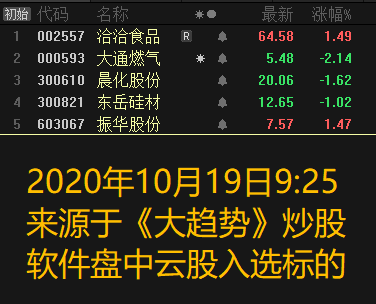 初始 代码 名称 最新 涨幅%
1 002557 洽洽食品 R 64.58 1.49
2 000593 大通燃气 5.48 -2.14
3 300610 晨化股份 20.06 -1.62
4 300821 东岳硅材 12.65 -1.02
5 603067 振华股份 7.57 1.47
2020年10月19日9:25
来源于《大趋势》炒股
软件盘中云股入选标的